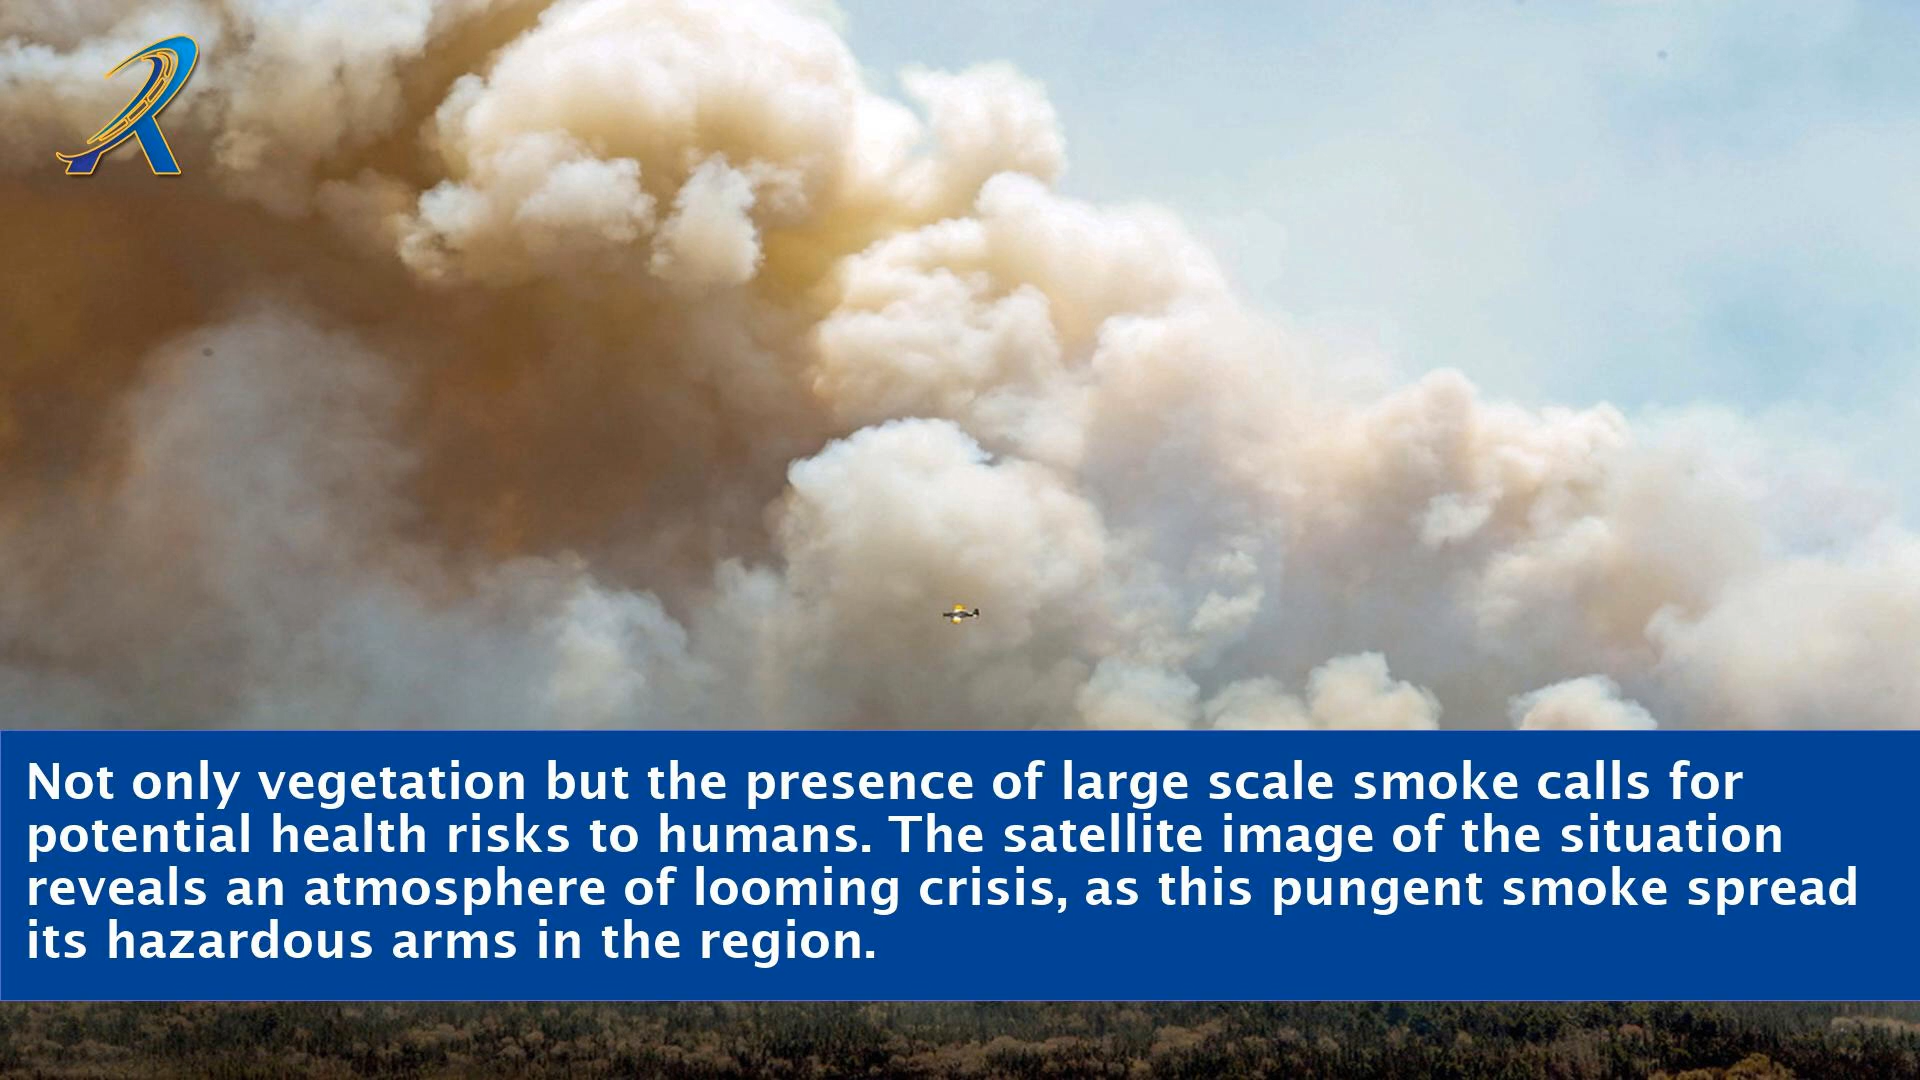 Not only vegetation but the presence of large scale smoke calls for
potential health risks to humans. The satellite image of the situation
reveals an atmosphere of looming crisis, as this pungent smoke spread
its hazardous arms in the region.